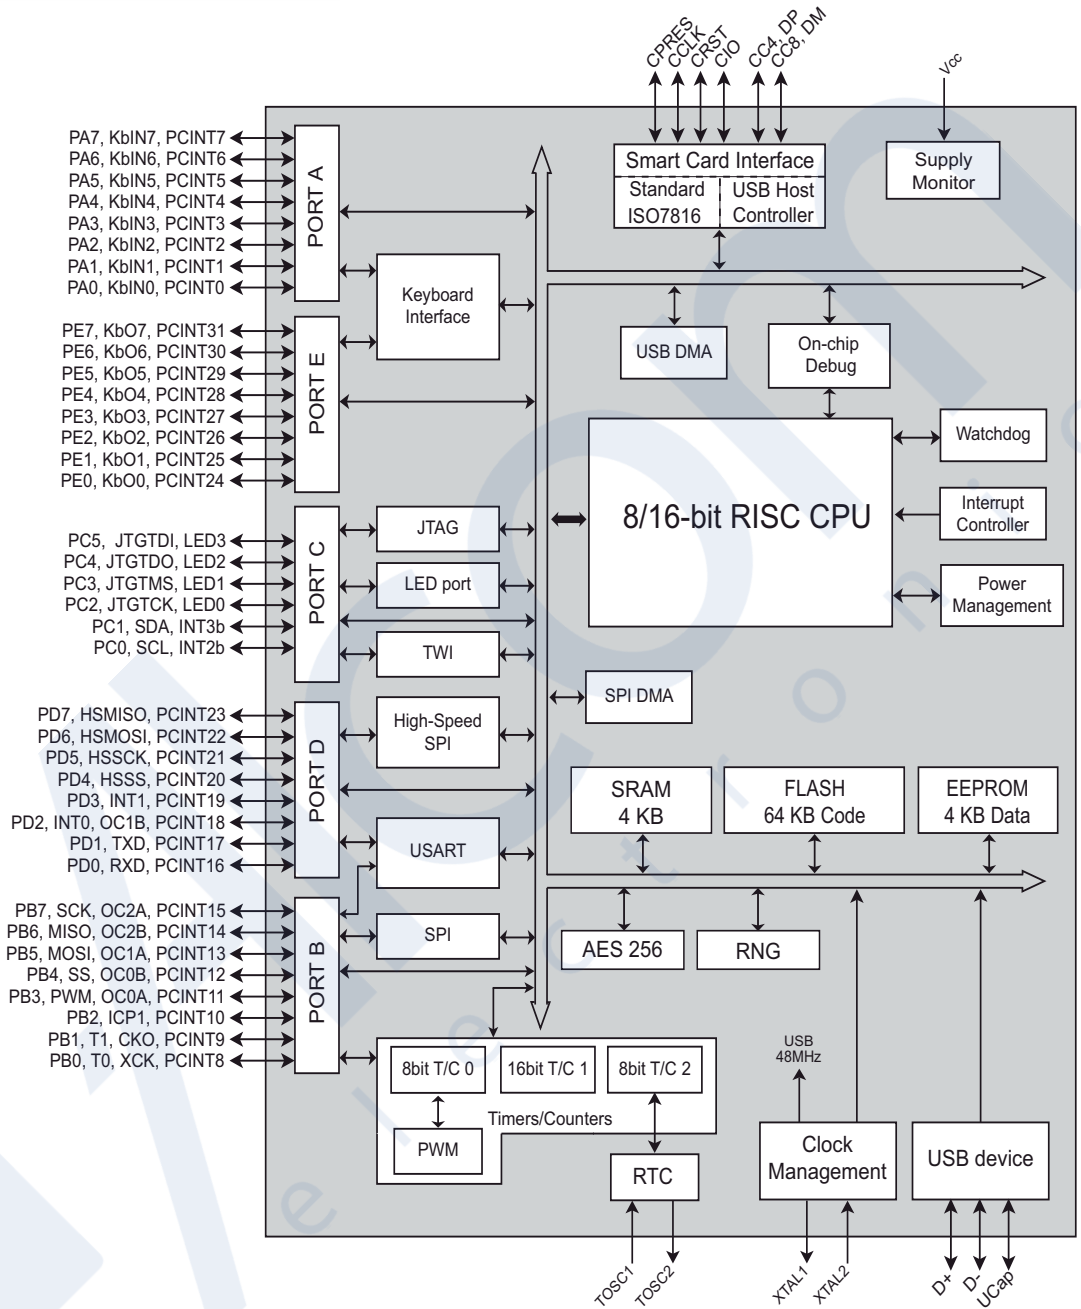 CPRES
CCLK
CRST
CIO
CC4, DP
CC8, DM
Vcc
Smart Card Interface
Standard
ISO7816
USB Host
Controller
Supply
Monitor
PA7, KbIN7, PCINT7
PA6, KbIN6, PCINT6
PA5, KbIN5, PCINT5
PA4, KbIN4, PCINT4
PA3, KbIN3, PCINT3
PA2, KbIN2, PCINT2
PA1, KbIN1, PCINT1
PA0, KbIN0, PCINT0
PORT A
Keyboard
Interface
PE7, KbO7, PCINT31
PE6, KbO6, PCINT30
PE5, KbO5, PCINT29
PE4, KbO4, PCINT28
PE3, KbO3, PCINT27
PE2, KbO2, PCINT26
PE1, KbO1, PCINT25
PE0, KbO0, PCINT24
PORT E
USB DMA
On-chip
Debug
8/16-bit RISC CPU
Watchdog
Interrupt
Controller
Power
Management
PC5, JTGTDI, LED3
PC4, JTGTDO, LED2
PC3, JTGTMS, LED1
PC2, JTGTCK, LED0
PC1, SDA, INT3b
PC0, SCL, INT2b
PORT C
JTAG
LED port
TWI
SPI DMA
PD7, HSMISO, PCINT23
PD6, HSMOSI, PCINT22
PD5, HSSCK, PCINT21
PD4, HSSS, PCINT20
PD3, INT1, PCINT19
PD2, INT0, OC1B, PCINT18
PD1, TXD, PCINT17
PD0, RXD, PCINT16
PORT D
High-Speed
SPI
USART
SRAM
4 KB
FLASH
64 KB Code
EEPROM
4 KB Data
PB7, SCK, OC2A, PCINT15
PB6, MISO, OC2B, PCINT14
PB5, MOSI, OC1A, PCINT13
PB4, SS, OC0B, PCINT12
PB3, PWM, OC0A, PCINT11
PB2, ICP1, PCINT10
PB1, T1, CKO, PCINT9
PB0, T0, XCK, PCINT8
PORT B
SPI
AES 256
RNG
8bit T/C 0
16bit T/C 1
8bit T/C 2
Timers/Counters
PWM
RTC
USB
48MHz
Clock
Management
USB device
TOSC1
TOSC2
XTAL1
XTAL2
D+
D-
UCap